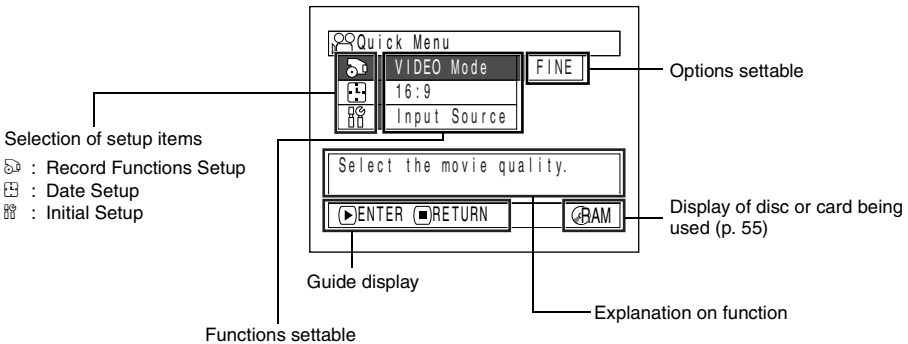 Quick Menu
VIDEO Mode FINE
16:9
Input Source
Select the movie quality.
ENTER RETURN RAM
Options settable
Selection of setup items
: Record Functions Setup
: Date Setup
: Initial Setup
Display of disc or card being
used (p. 55)
Guide display
Explanation on function
Functions settable